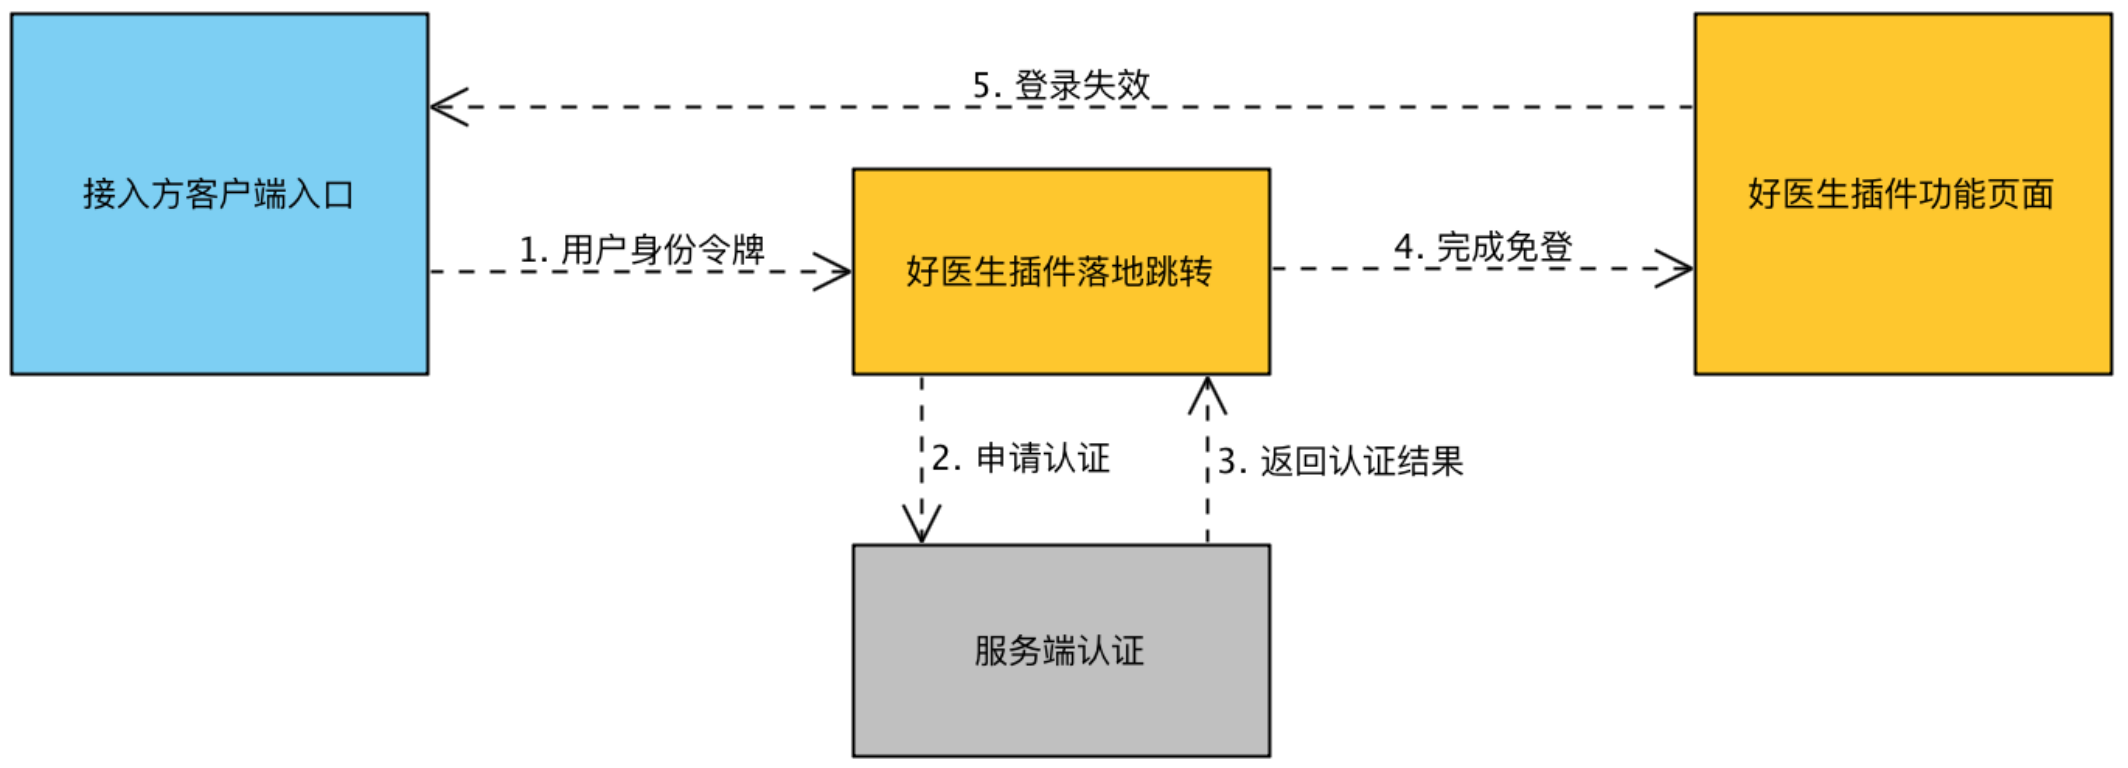 5. 登录失效
接入方客户端入口
好医生插件功能页面
1. 用户身份令牌
4. 完成免登
好医生插件落地跳转
2. 申请认证
3. 返回认证结果
服务端认证